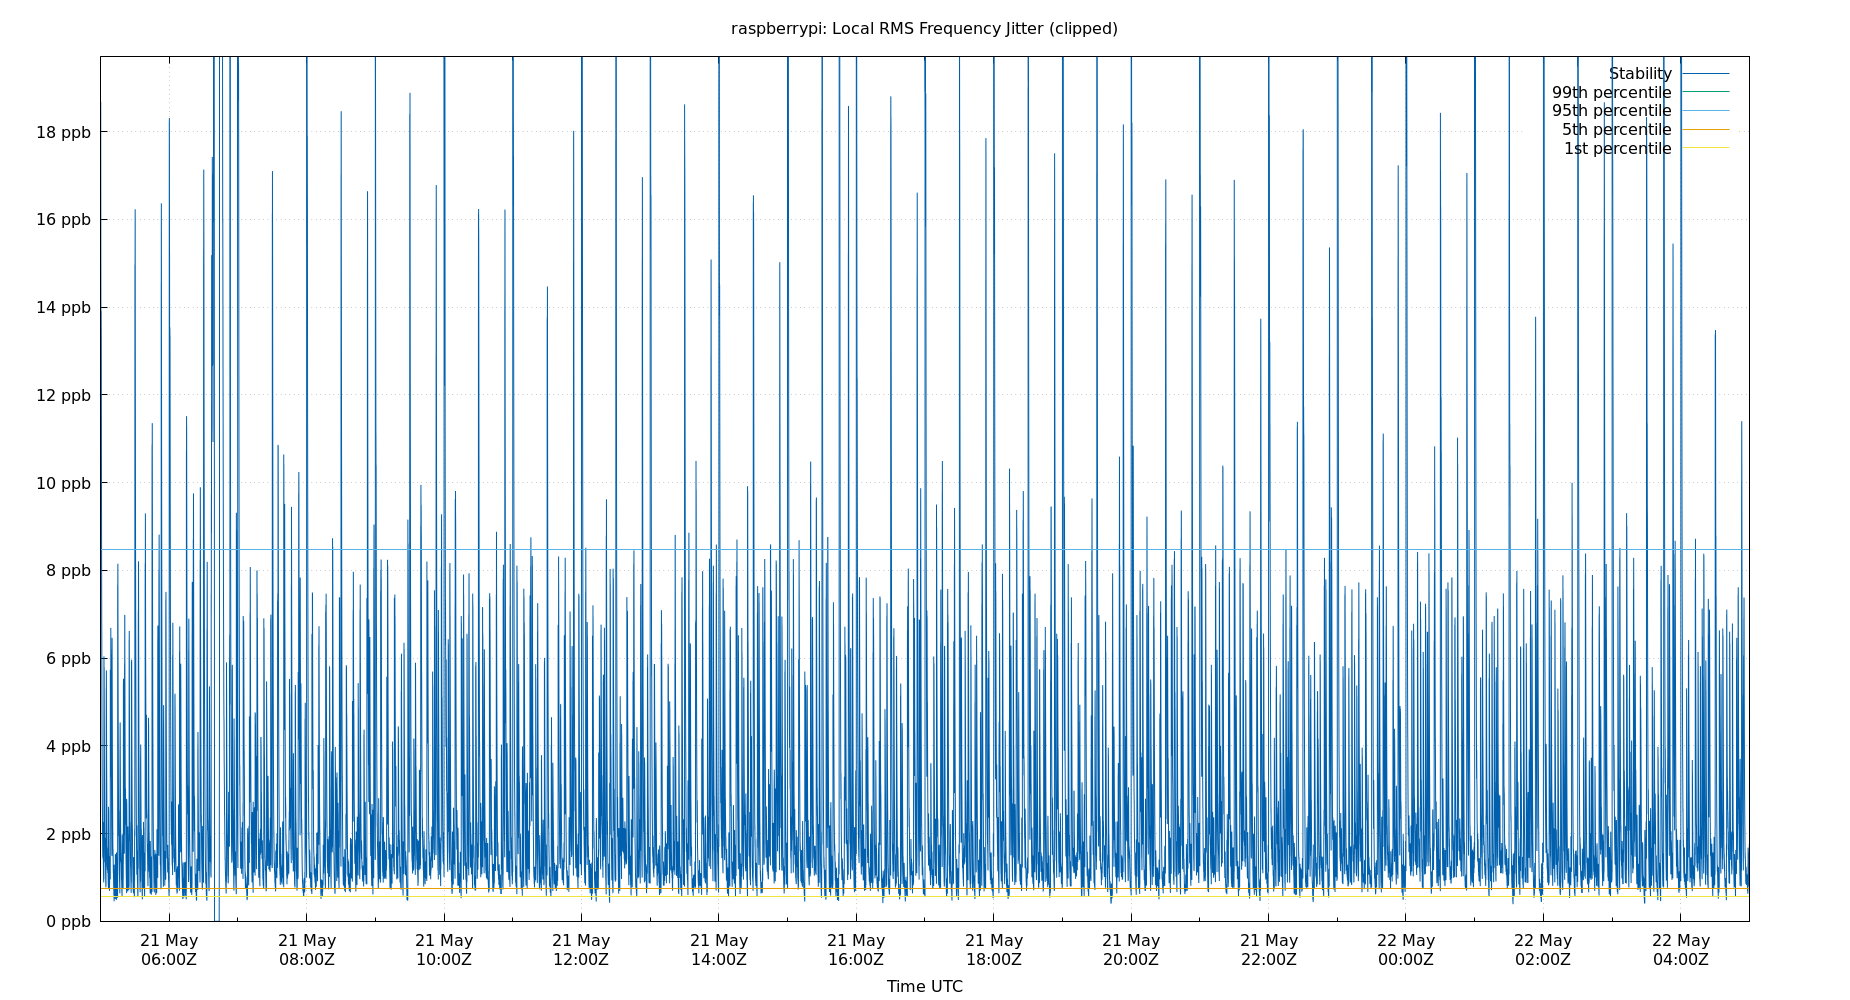 raspberrypi: Local RMS Frequency Jitter (clipped)
Stability
99th percentile
95th percentile
5th percentile
1st percentile
18 ppb
16 ppb
14 ppb
12 ppb
10 ppb
8 ppb
6 ppb
4 ppb
2 ppb
0 ppb
21 May 21 May 21 May 21 May 21 May 21 May 21 May 21 May 21 May 22 May 22 May 22 May
06:00Z 08:00Z 10:00Z 12:00Z 14:00Z 16:00Z 18:00Z 20:00Z 22:00Z 00:00Z 02:00Z 04:00Z
Time UTC